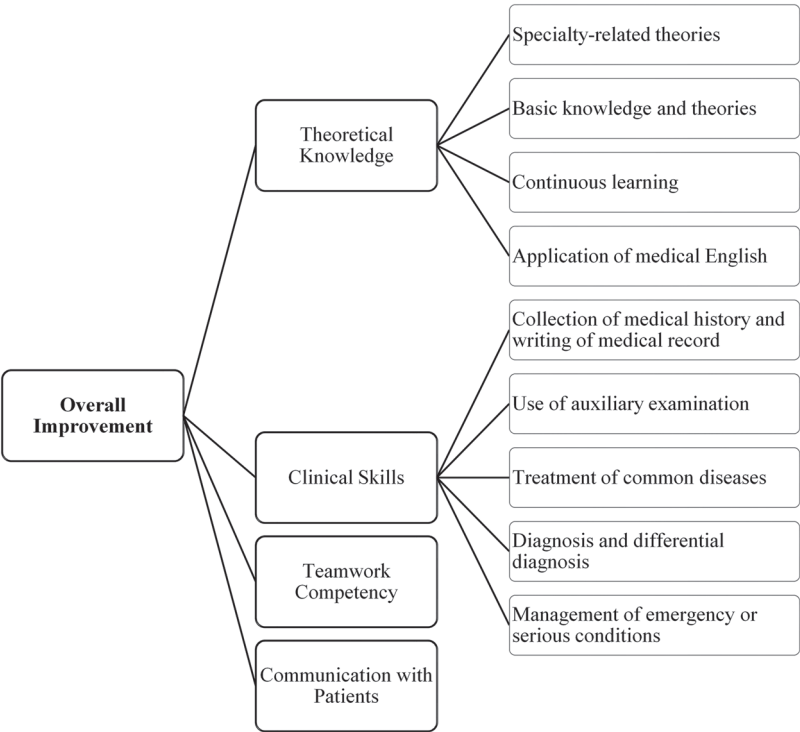 Overall
Improvement
Theoretical
Knowledge
Specialty-related theories
Basic knowledge and theories
Continuous learning
Application of medical English
Clinical Skills
Collection of medical history and
writing of medical record
Use of auxiliary examination
Treatment of common diseases
Diagnosis and differential
diagnosis
Management of emergency or
serious conditions
Teamwork
Competency
Communication with
Patients